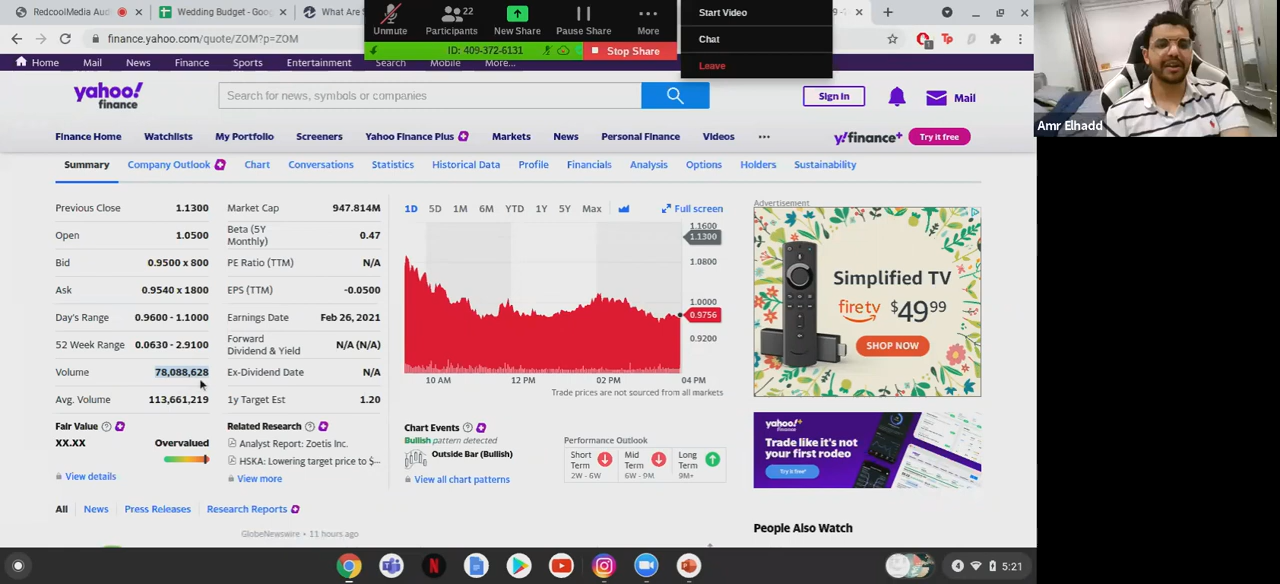 RedcoolMedia Aud
Wedding Budget - Goog
What Are S
Unmute
22
Participants
New Share
Pause Share
More
Start Video
Chat
Leave
ID: 409-372-6131
Stop Share
finance.yahoo.com/quote/ZOM?p=ZOM
Home
Mail
News
Finance
Sports
Entertainment
Search
Mobile
More...
yahoo!
finance
Search for news, symbols or companies
Sign In
Mail
Finance Home
Watchlists
My Portfolio
Screeners
Yahoo Finance Plus
Markets
News
Personal Finance
Videos
y!finance+
Try it free
Summary
Company Outlook
Chart
Conversations
Statistics
Historical Data
Profile
Financials
Analysis
Options
Holders
Sustainability
Previous Close 1.1300
Open 1.0500
Bid 0.9500 x 800
Ask 0.9540 x 1800
Day's Range 0.9600 - 1.1000
52 Week Range 0.0630 - 2.9100
Volume 78,088,628
Avg. Volume 113,661,219
Market Cap 947.814M
Beta (5Y
Monthly) 0.47
PE Ratio (TTM) N/A
EPS (TTM) -0.0500
Earnings Date Feb 26, 2021
Forward
Dividend & Yield N/A (N/A)
Ex-Dividend Date N/A
1y Target Est 1.20
Fair Value
XX.XX Overvalued
View details
Related Research
Analyst Report: Zoetis Inc.
HSKA: Lowering target price to $...
View more
1D 5D 1M 6M YTD 1Y 5Y Max
Full screen
1.1600
1.1300
1.0800
1.0000
0.9756
0.9200
10 AM 12 PM 02 PM 04 PM
Trade prices are not sourced from all markets
Chart Events
Bullish pattern detected
Outside Bar (Bullish)
View all chart patterns
Performance Outlook
Short
Term
2W - 6W
Mid
Term
6W - 9M
Long
Term
9M+
Advertisement
Simplified TV
fire tv $49 99
SHOP NOW
yahoo!
finance
Trade like it's not
your first rodeo
Try it free
People Also Watch
All
News
Press Releases
Research Reports
GlobeNewswire • 11 hours ago
4
5:21
Amr Elhadd